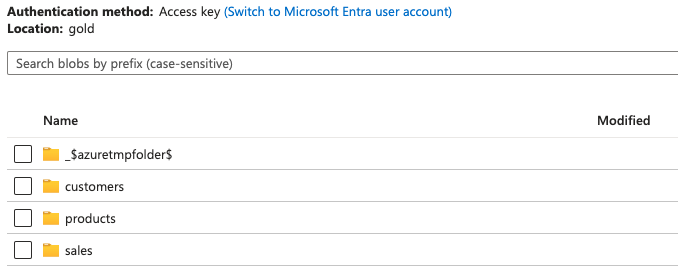 Authentication method: Access key (Switch to Microsoft Entra user account)
Location: gold
Search blobs by prefix (case-sensitive)
Name Modified
_$azuretmpfolder$
customers
products
sales